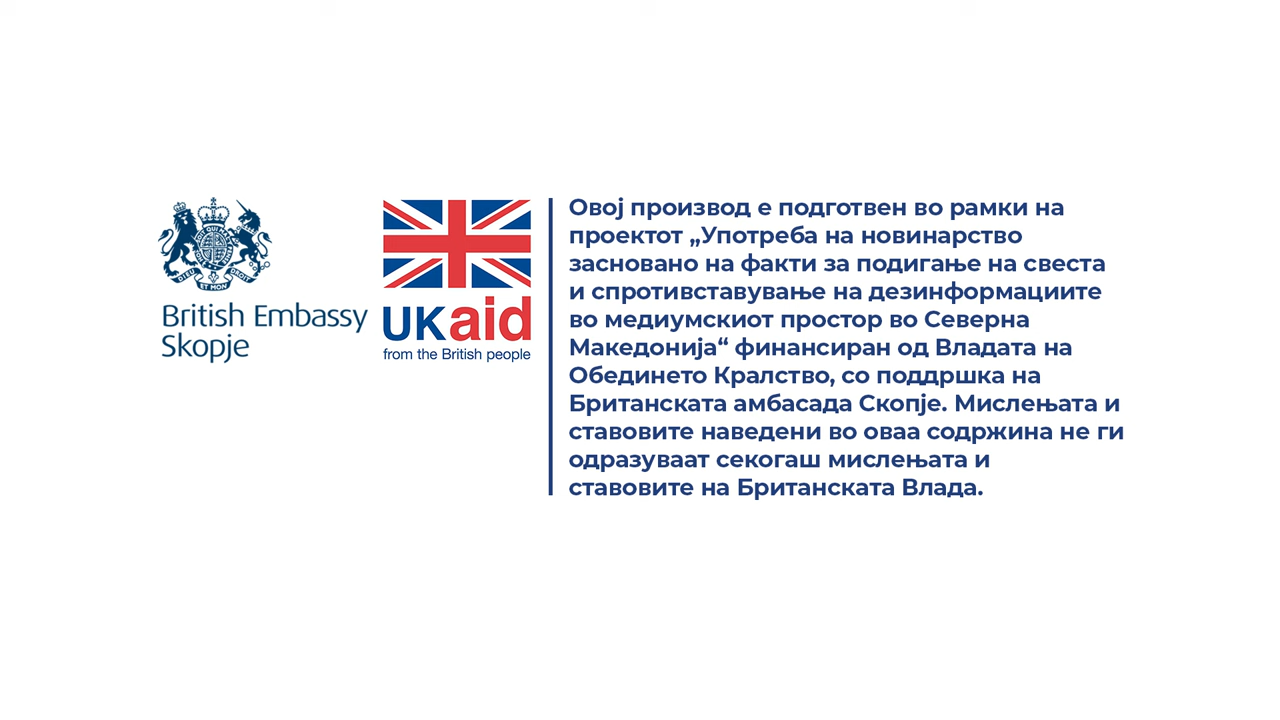 British Embassy
Skopje
UKaid
from the British people
Овој производ е подготвен во рамки на
проектот „Употреба на новинарство
засновано на факти за подигање на свеста
и спротивставување на дезинформациите
во медиумскиот простор во Северна
Македонија“ финансиран од Владата на
Обединето Кралство, со поддршка на
Британската амбасада Скопје. Мислењата и
ставовите наведени во оваа содржина не ги
одразуваат секогаш мислењата и
ставовите на Британската Влада.